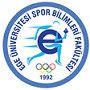 EGE ÜNİVERSİTESİ SPOR BİLİMLERİ FAKÜLTESİ
1992